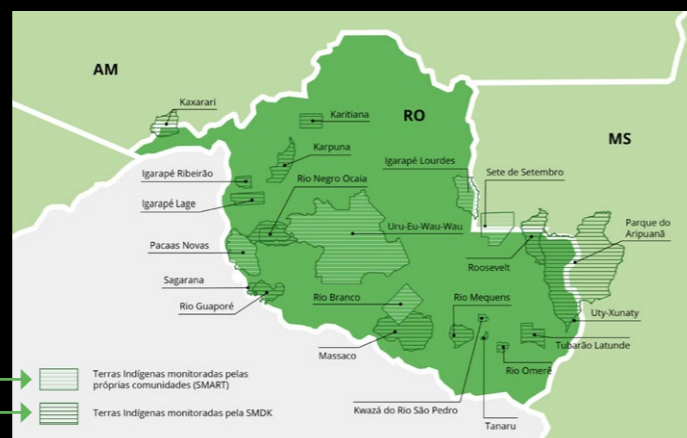 AM
Kaxarari
Karitiana
RO
Karpuna
MS
Igarapé Lourdes
Sete de Setembro
Igarapé Ribeirão
Rio Negro Ocaia
Igarapé Lage
Uru-Eu-Wau-Wau
Parque do
Aripuanã
Pacaas Novas
Roosevelt
Sagarana
Rio Guaporé
Rio Branco
Rio Mequens
Uty-Xunaty
Massaco
Tubarão Latunde
Rio Omerê
Kwazá do Rio São Pedro
Tanaru
Terras Indígenas monitoradas pelas
próprias comunidades (SMART)
Terras Indígenas monitoradas pela SMDK